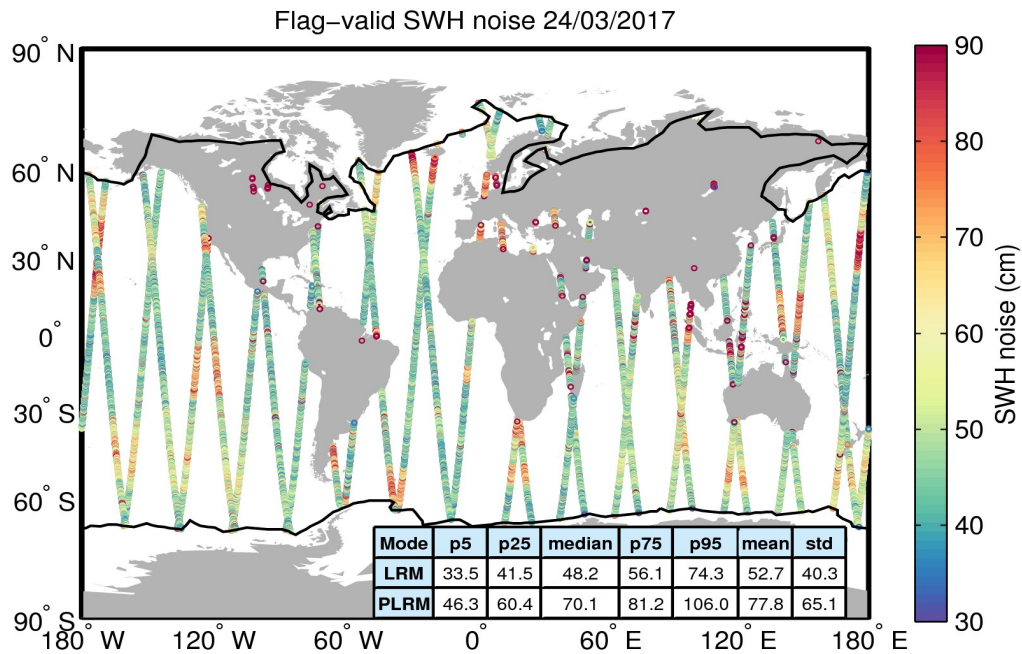 Flag−valid SWH noise 24/03/2017
90° N
60° N
30° N
0°
30° S
60° S
90° S
180° W
120° W
60° W
0°
60° E
120° E
180° E
Mode p5 p25 median p75 p95 mean std
LRM 33.5 41.5 48.2 56.1 74.3 52.7 40.3
PLRM 46.3 60.4 70.1 81.2 106.0 77.8 65.1
90
80
70
60
50
40
30
SWH noise (cm)